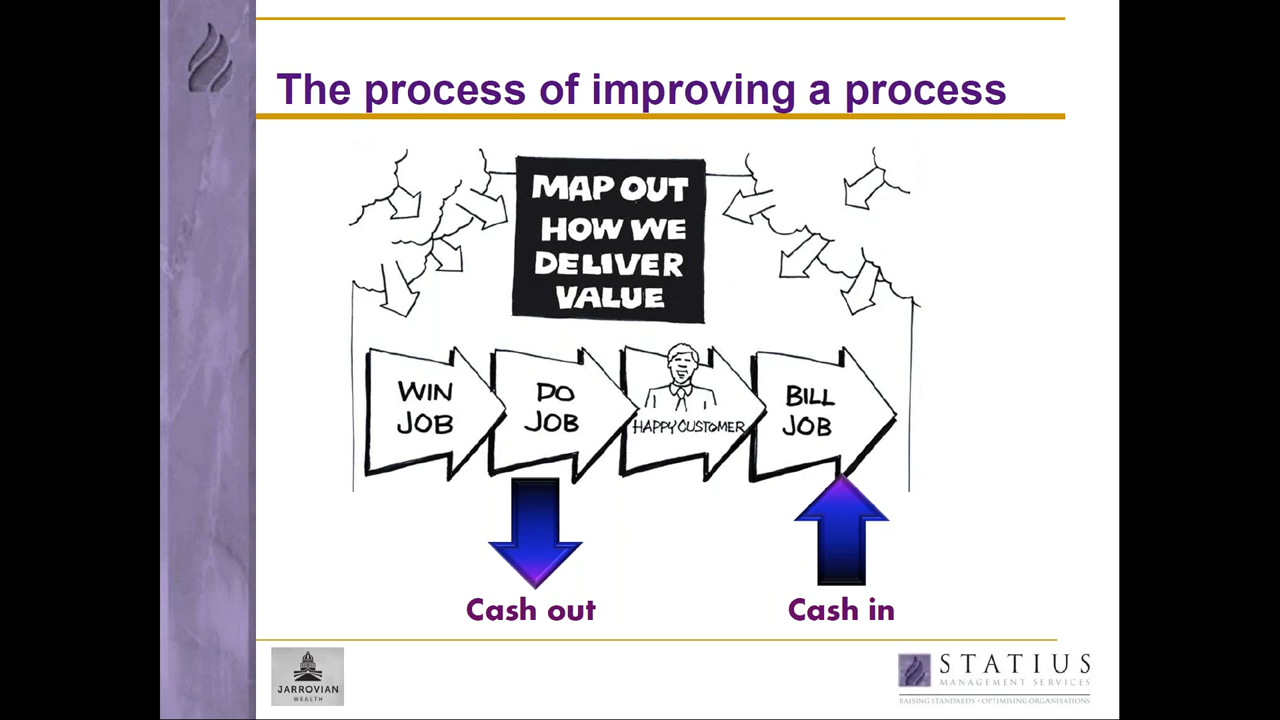 The process of improving a process
MAP OUT
HOW WE
DELIVER
VALUE
WIN
JOB
DO
JOB
HAPPY CUSTOMER
BILL
JOB
Cash out
Cash in
JARROVIAN
WEALTH
STATIUS
MANAGEMENT SERVICES
RAISING STANDARDS • OPTIMISING ORGANISATIONS